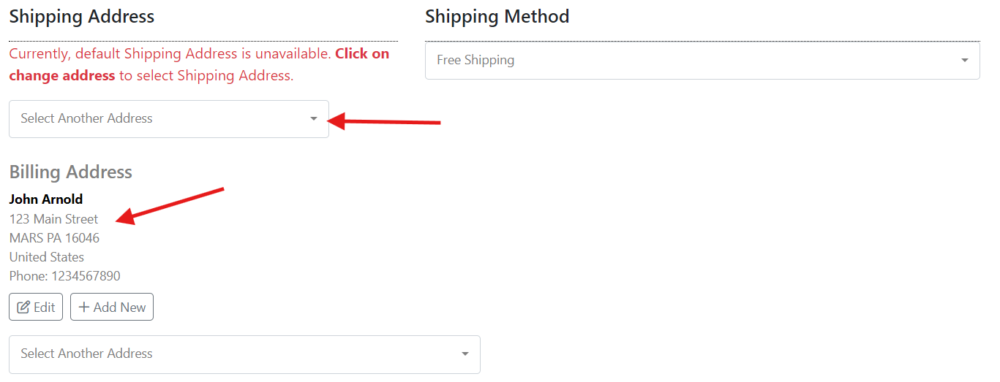 Shipping Address
Shipping Method
Currently, default Shipping Address is unavailable. Click on
change address to select Shipping Address.
Free Shipping
Select Another Address
Billing Address
John Arnold
123 Main Street
MARS PA 16046
United States
Phone: 1234567890
Edit
Add New
Select Another Address